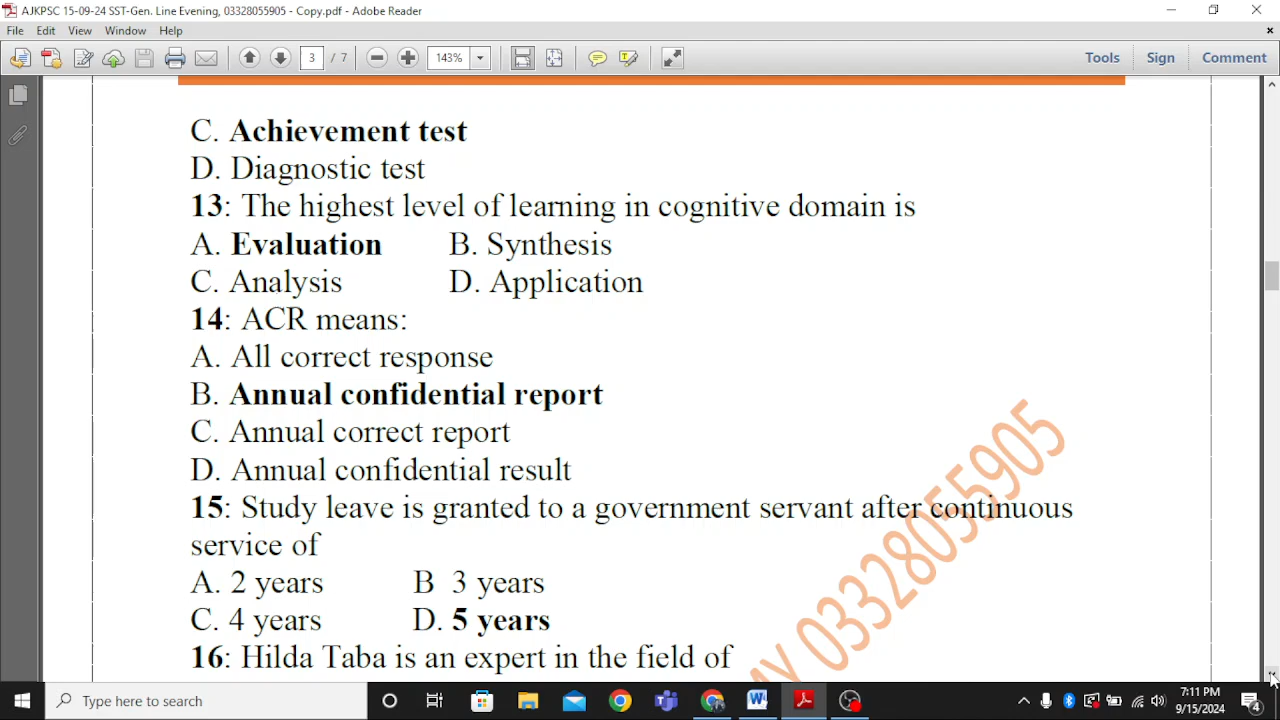 AJKPSC 15-09-24 SST-Gen. Line Evening, 03328055905 - Copy.pdf - Adobe Reader
File Edit View Window Help
3 / 7 143% Tools Sign Comment
C. Achievement test
D. Diagnostic test
13: The highest level of learning in cognitive domain is
A. Evaluation B. Synthesis
C. Analysis D. Application
14: ACR means:
A. All correct response
B. Annual confidential report
C. Annual correct report
D. Annual confidential result
15: Study leave is granted to a government servant after continuous
service of
A. 2 years B 3 years
C. 4 years D. 5 years
16: Hilda Taba is an expert in the field of
MY 03328055905
Type here to search
7:11 PM
9/15/2024
4